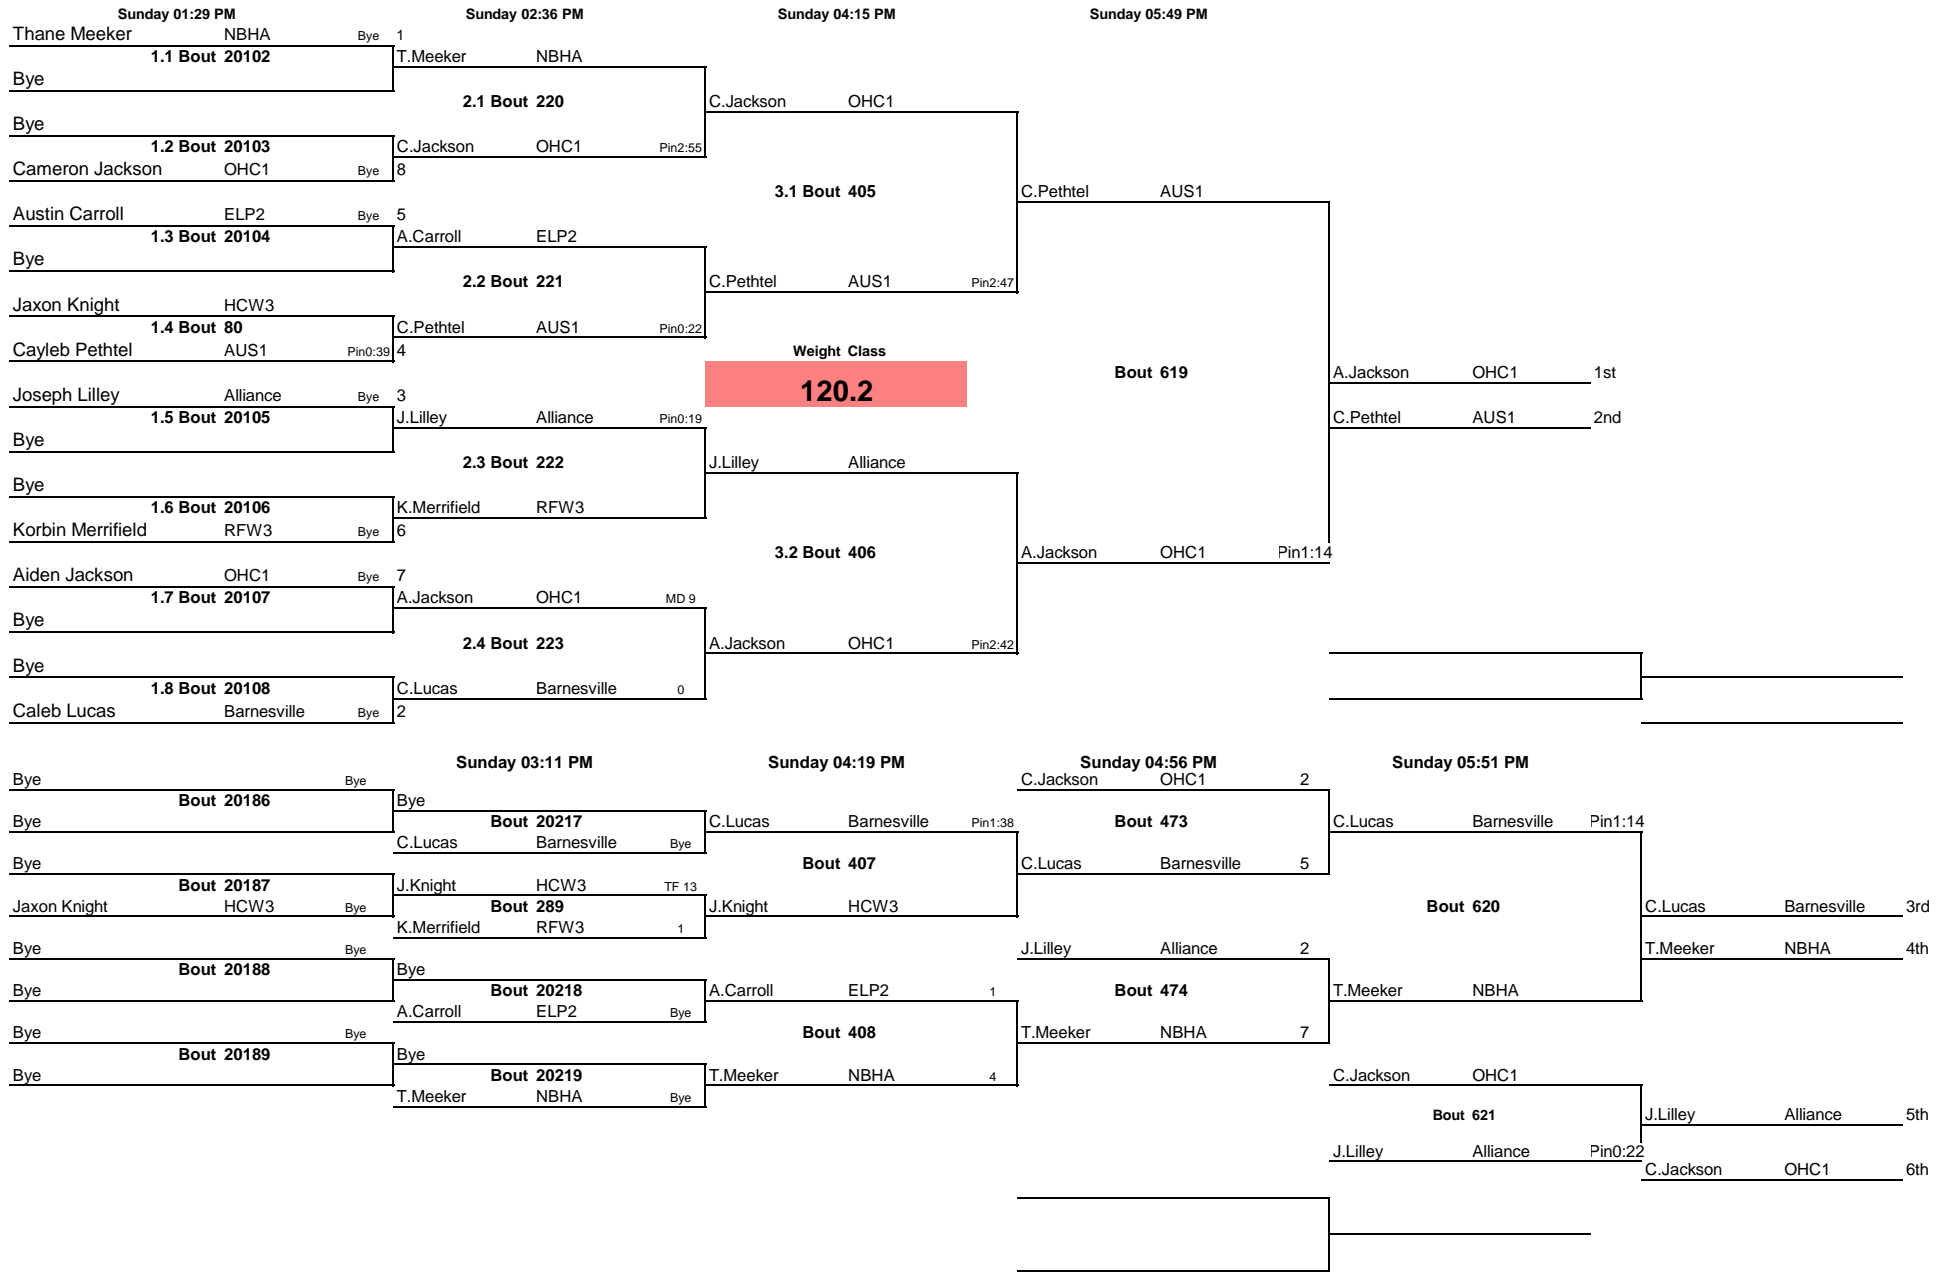 Sunday 01:29 PM Sunday 02:36 PM Sunday 04:15 PM Sunday 05:49 PM
Thane Meeker NBHA Bye 1
1.1 Bout 20102 T.Meeker NBHA
Bye
2.1 Bout 220 C.Jackson OHC1
Bye
1.2 Bout 20103 C.Jackson OHC1 Pin2:55
Cameron Jackson OHC1 Bye 8
3.1 Bout 405 C.Pethtel AUS1
Austin Carroll ELP2 Bye 5
1.3 Bout 20104 A.Carroll ELP2
Bye
2.2 Bout 221 C.Pethtel AUS1 Pin2:47
Jaxon Knight HCW3
1.4 Bout 80 C.Pethtel AUS1 Pin0:22
Cayleb Pethtel AUS1 Pin0:39 4 Weight Class
Bout 619 A.Jackson OHC1 1st
120.2
Joseph Lilley Alliance Bye 3
1.5 Bout 20105 J.Lilley Alliance Pin0:19 C.Pethtel AUS1 2nd
Bye
2.3 Bout 222 J.Lilley Alliance
Bye
1.6 Bout 20106 K.Merrifield RFW3
Korbin Merrifield RFW3 Bye 6
3.2 Bout 406 A.Jackson OHC1 Pin1:14
Aiden Jackson OHC1 Bye 7
1.7 Bout 20107 A.Jackson OHC1 MD 9
Bye
2.4 Bout 223 A.Jackson OHC1 Pin2:42
Bye
1.8 Bout 20108 C.Lucas Barnesville 0
Caleb Lucas Barnesville Bye 2
Sunday 03:11 PM Sunday 04:19 PM Sunday 04:56 PM Sunday 05:51 PM
Bye Bye C.Jackson OHC1 2
Bout 20186 Bye
Bye Bout 20217 C.Lucas Barnesville Pin1:38 Bout 473 C.Lucas Barnesville Pin1:14
C.Lucas Barnesville Bye
Bye Bout 407 C.Lucas Barnesville 5
Bout 20187 J.Knight HCW3 TF 13
Jaxon Knight HCW3 Bye Bout 289 J.Knight HCW3 Bout 620 C.Lucas Barnesville 3rd
K.Merrifield RFW3 1
Bye Bye J.Lilley Alliance 2 T.Meeker NBHA 4th
Bout 20188 Bye
Bye Bout 20218 A.Carroll ELP2 1 Bout 474 T.Meeker NBHA
A.Carroll ELP2 Bye
Bye Bye Bout 408 T.Meeker NBHA 7
Bout 20189 Bye
Bye Bout 20219 T.Meeker NBHA 4 C.Jackson OHC1
T.Meeker NBHA Bye
Bout 621 J.Lilley Alliance 5th
J.Lilley Alliance Pin0:22
C.Jackson OHC1 6th